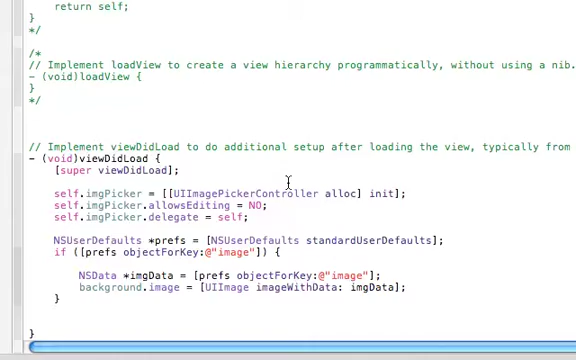 return self;
}
*/
/*
// Implement loadView to create a view hierarchy programmatically, without using a nib.
- (void)loadView {
}
*/
// Implement viewDidLoad to do additional setup after loading the view, typically from
- (void)viewDidLoad {
[super viewDidLoad];
self.imgPicker = [[UIImagePickerController alloc] init];
self.imgPicker.allowsEditing = NO;
self.imgPicker.delegate = self;
NSUserDefaults *prefs = [NSUserDefaults standardUserDefaults];
if ([prefs objectForKey:@"image"]) {
NSData *imgData = [prefs objectForKey:@"image"];
background.image = [UIImage imageWithData: imgData];
}
}